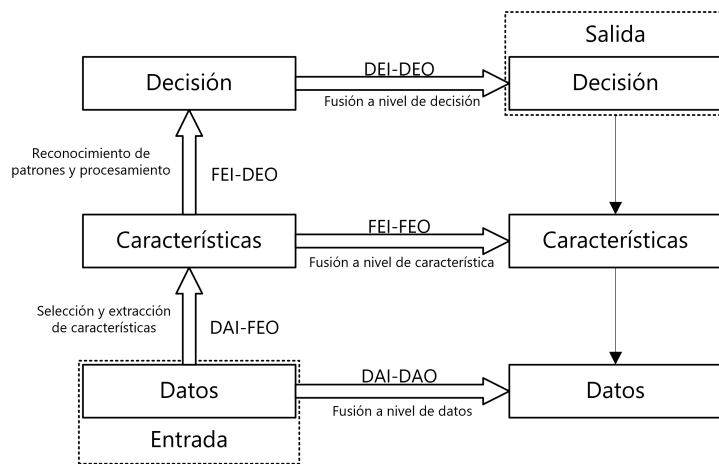 Salida
Decisión
DEI-DEO
Fusión a nivel de decisión
Decisión
Reconocimiento de
patrones y procesamiento
FEI-DEO
Características
FEI-FEO
Fusión a nivel de característica
Características
Selección y extracción
de características
DAI-FEO
Datos
DAI-DAO
Fusión a nivel de datos
Datos
Entrada